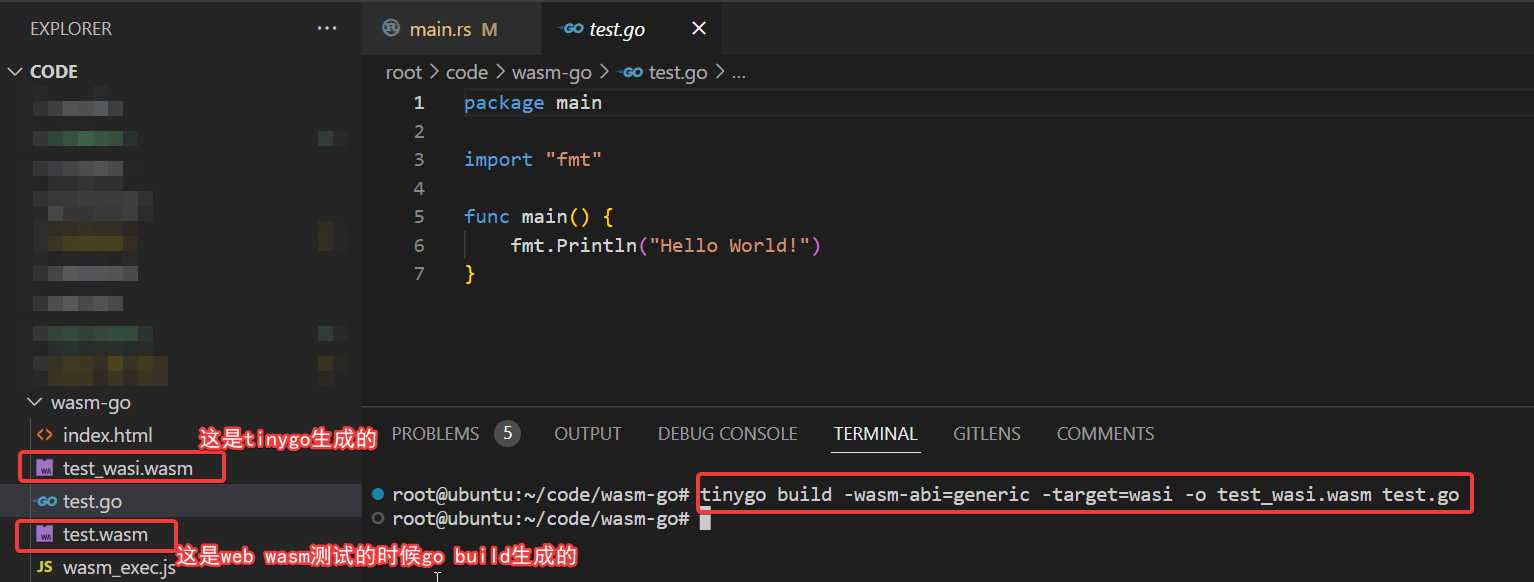 EXPLORER
···
CODE
wasm-go
index.html
这是tinygo生成的
test_wasi.wasm
test.go
test.wasm
这是web wasm测试的时候go build生成的
JS wasm_exec.js
main.rs M
GO test.go
root > code > wasm-go > GO test.go > ...
1 package main
2
3 import "fmt"
4
5 func main() {
6 fmt.Println("Hello World!")
7 }
PROBLEMS 5 OUTPUT DEBUG CONSOLE TERMINAL GITLENS COMMENTS
root@ubuntu:~/code/wasm-go# tinygo build -wasm-abi=generic -target=wasi -o test_wasi.wasm test.go
root@ubuntu:~/code/wasm-go#